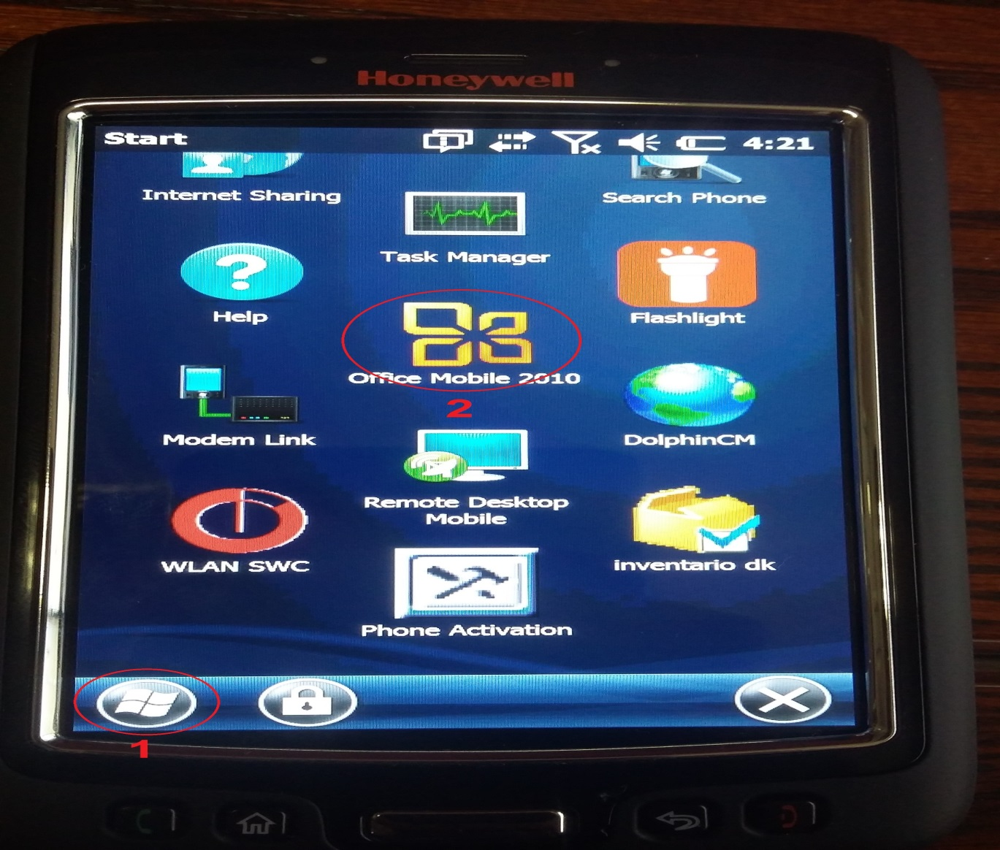 Honeywell
Start 4:21
Internet Sharing
Search Phone
Task Manager
Help
Flashlight
Office Mobile 2010
2
Modem Link
DolphinCM
Remote Desktop
Mobile
WLAN SWC
inventario dk
Phone Activation
1